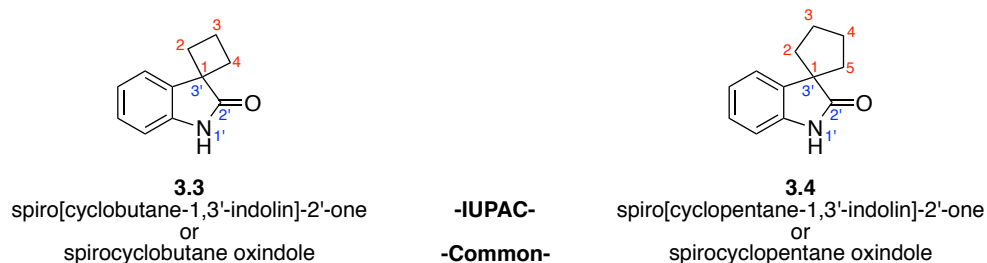 3
2
4
1
3'
2'
O
N
1'
H
3
4
2
5
1
3'
2'
O
N
1'
H
3.3
3.4
spiro[cyclobutane-1,3'-indolin]-2'-one
-IUPAC-
spiro[cyclopentane-1,3'-indolin]-2'-one
or
or
spirocyclobutane oxindole
-Common-
spirocyclopentane oxindole